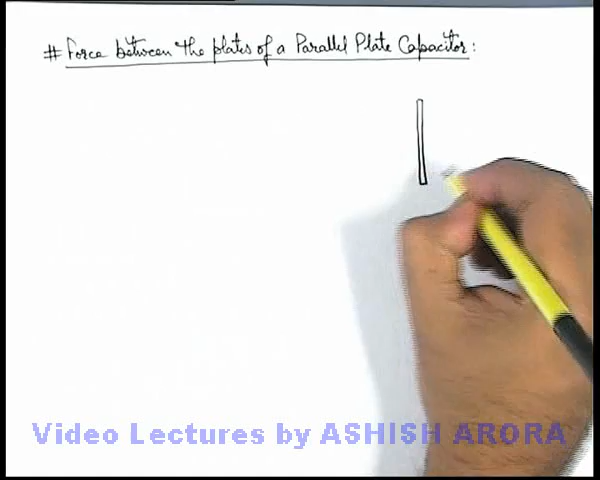 # Force between the plates of a Parallel Plate Capacitor:
Video Lectures by ASHISH ARORA